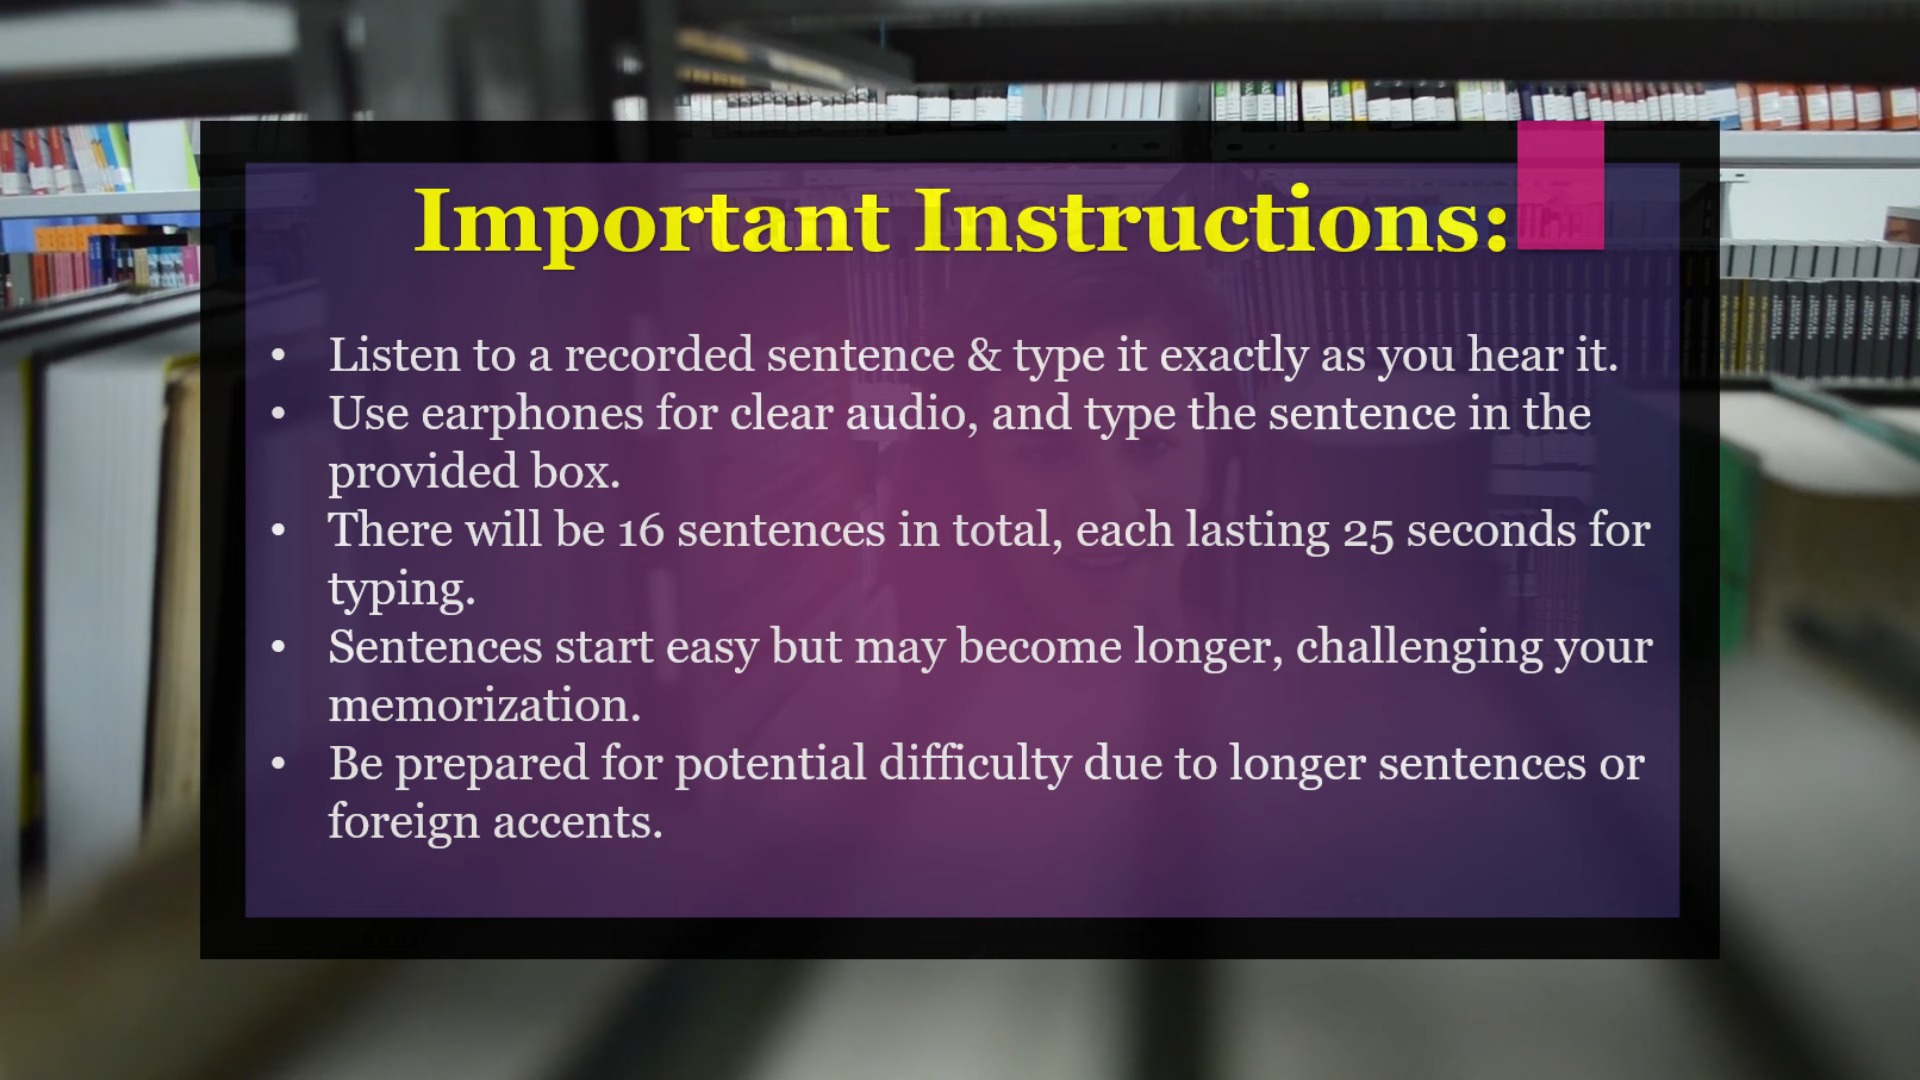 Important Instructions:
• Listen to a recorded sentence & type it exactly as you hear it.
• Use earphones for clear audio, and type the sentence in the
provided box.
• There will be 16 sentences in total, each lasting 25 seconds for
typing.
• Sentences start easy but may become longer, challenging your
memorization.
• Be prepared for potential difficulty due to longer sentences or
foreign accents.